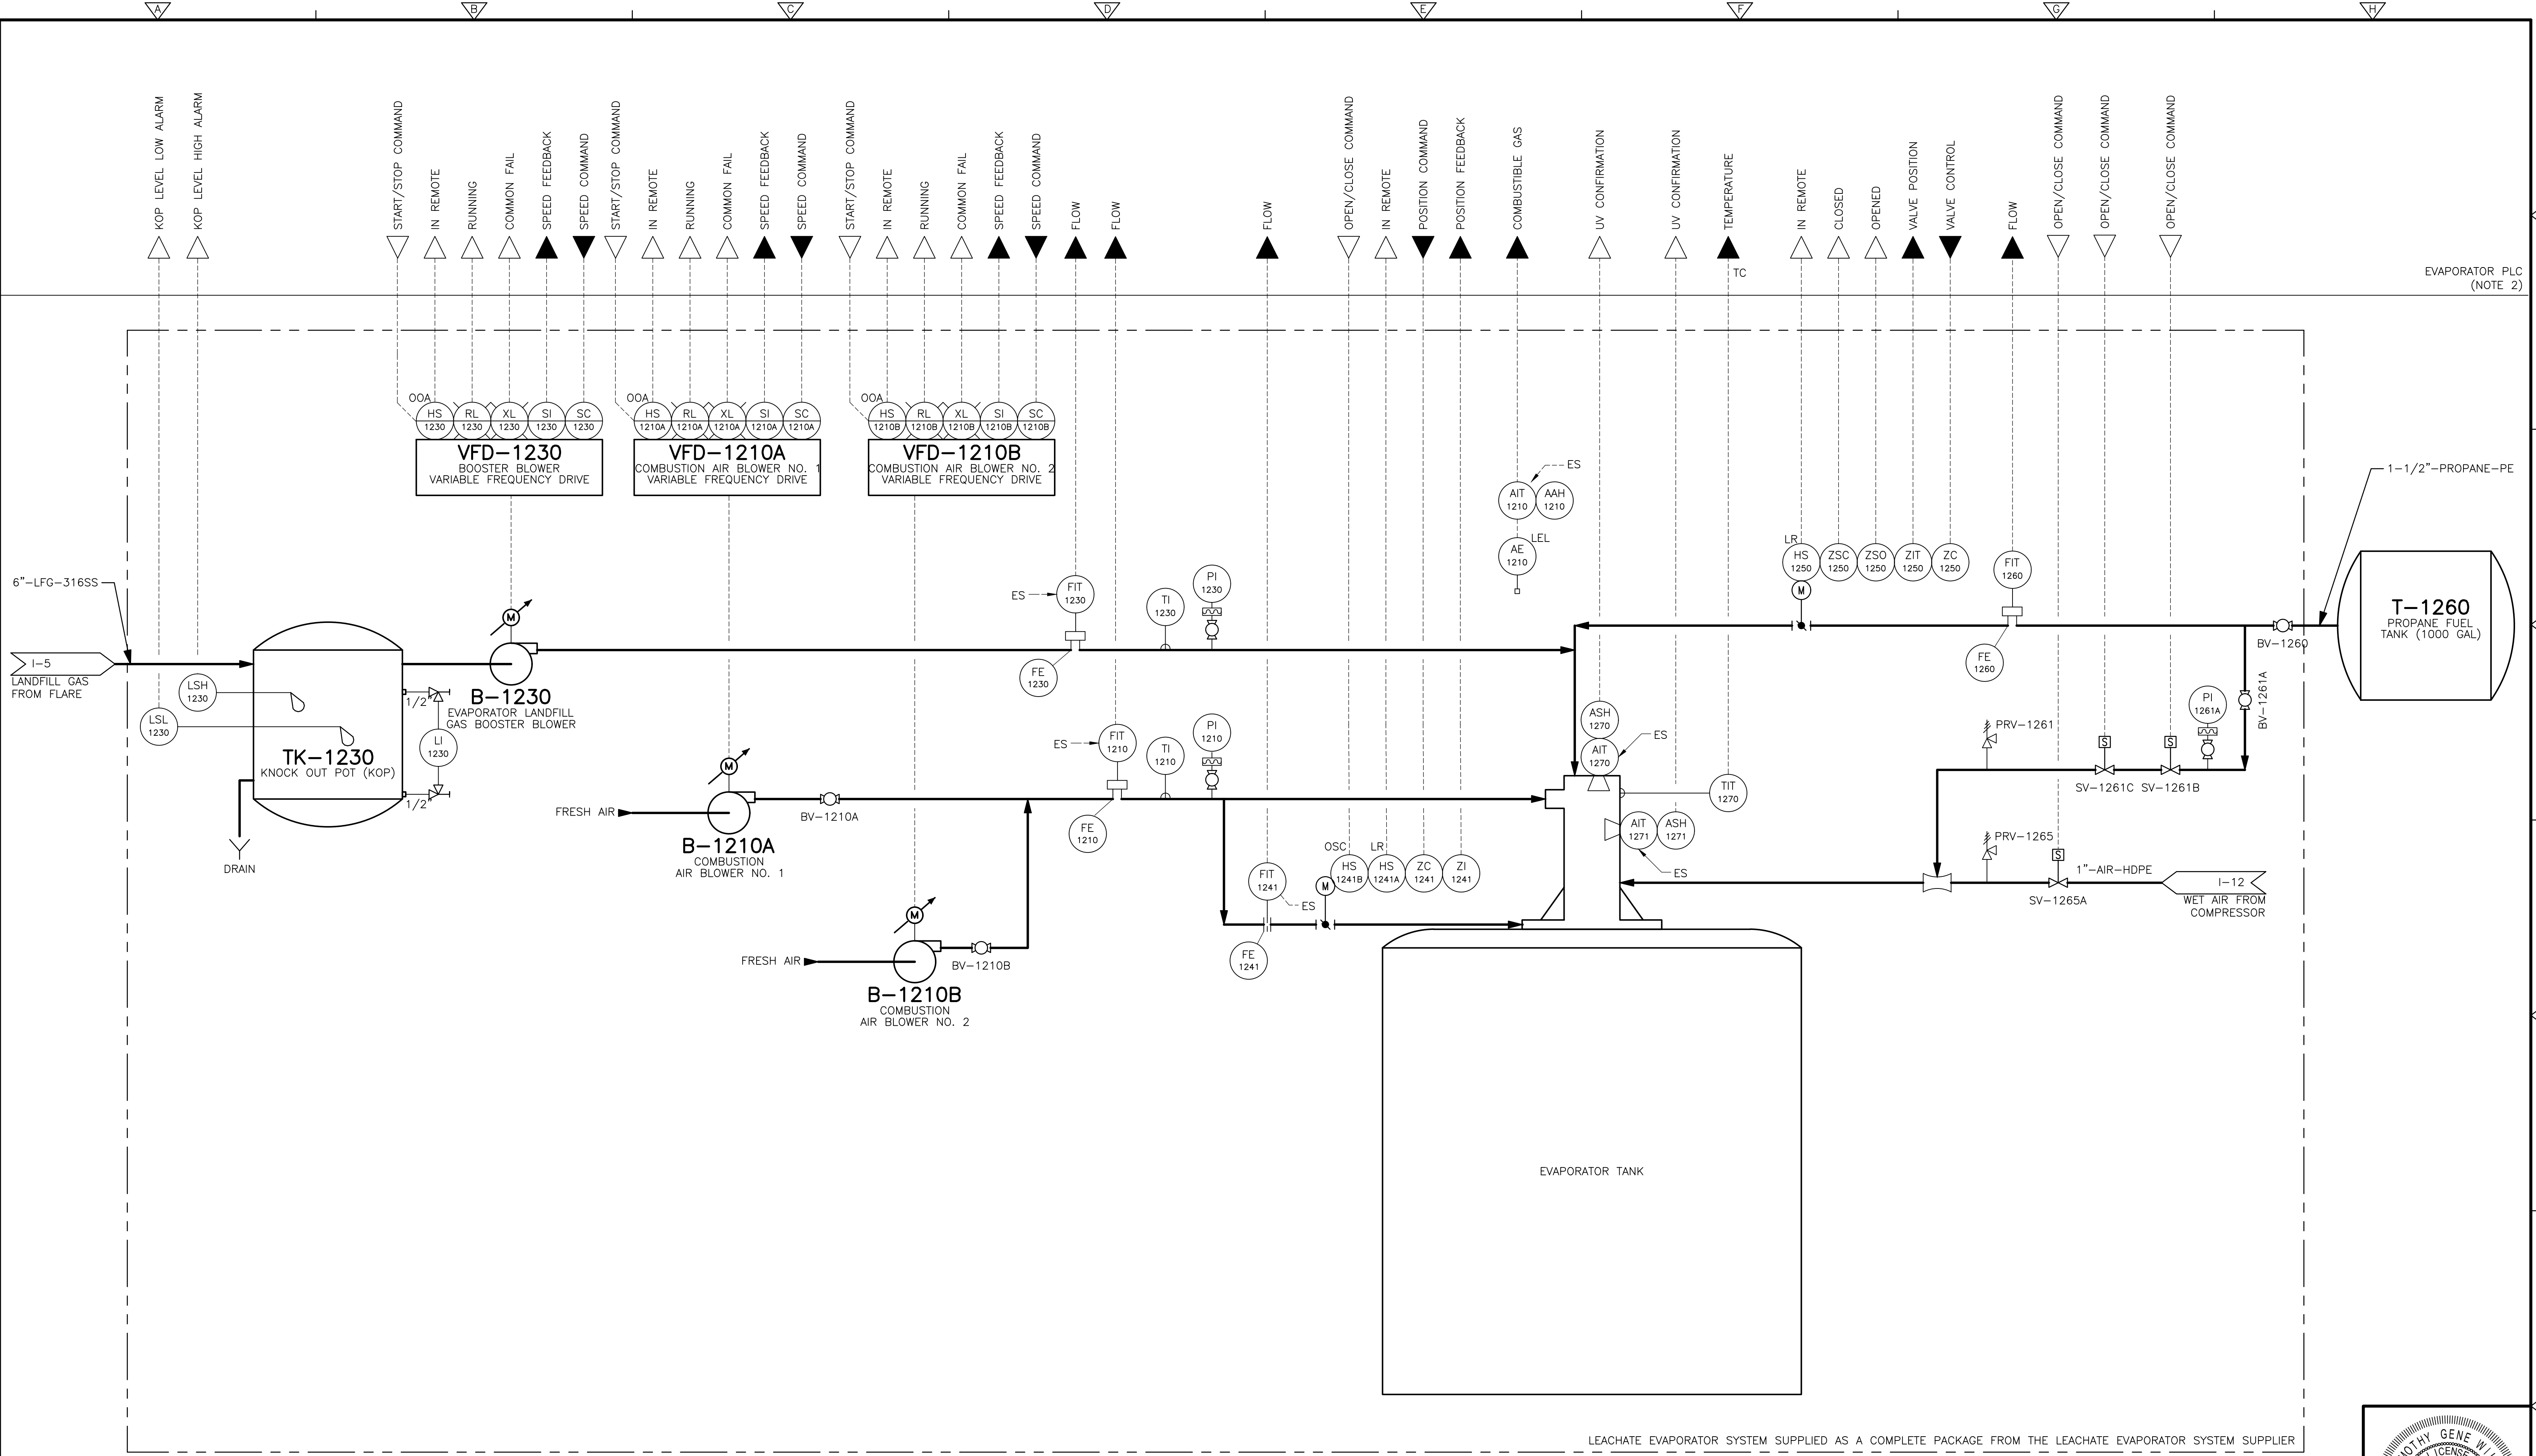 A
B
C
D
E
F
G
H
KOP LEVEL LOW ALARM
KOP LEVEL HIGH ALARM
START/STOP COMMAND
IN REMOTE
RUNNING
COMMON FAIL
SPEED FEEDBACK
SPEED COMMAND
START/STOP COMMAND
IN REMOTE
RUNNING
COMMON FAIL
SPEED FEEDBACK
SPEED COMMAND
START/STOP COMMAND
IN REMOTE
RUNNING
COMMON FAIL
SPEED FEEDBACK
SPEED COMMAND
FLOW
FLOW
FLOW
OPEN/CLOSE COMMAND
IN REMOTE
POSITION COMMAND
POSITION FEEDBACK
COMBUSTIBLE GAS
UV CONFIRMATION
UV CONFIRMATION
TEMPERATURE
TC
IN REMOTE
CLOSED
OPENED
VALVE POSITION
VALVE CONTROL
FLOW
OPEN/CLOSE COMMAND
OPEN/CLOSE COMMAND
OPEN/CLOSE COMMAND
EVAPORATOR PLC
(NOTE 2)
OOA
HS
1230
RL
1230
XL
1230
SI
1230
SC
1230
VFD-1230
BOOSTER BLOWER
VARIABLE FREQUENCY DRIVE
OOA
HS
1210A
RL
1210A
XL
1210A
SI
1210A
SC
1210A
VFD-1210A
COMBUSTION AIR BLOWER NO. 1
VARIABLE FREQUENCY DRIVE
OOA
HS
1210B
RL
1210B
XL
1210B
SI
1210B
SC
1210B
VFD-1210B
COMBUSTION AIR BLOWER NO. 2
VARIABLE FREQUENCY DRIVE
ES
AIT
1210
AAH
1210
AE
1210
LEL
1-1/2"-PROPANE-PE
6"-LFG-316SS
I-5
LANDFILL GAS
FROM FLARE
LSH
1230
LSL
1230
TK-1230
KNOCK OUT POT (KOP)
DRAIN
1/2"
LI
1230
1/2"
M
B-1230
EVAPORATOR LANDFILL
GAS BOOSTER BLOWER
ES
FIT
1230
FE
1230
TI
1230
PI
1230
LR
HS
1250
ZSC
1250
ZSO
1250
ZIT
1250
ZC
1250
M
FIT
1260
FE
1260
BV-1260
T-1260
PROPANE FUEL
TANK (1000 GAL)
BV-1261A
PI
1261A
PRV-1261
S
S
SV-1261C
SV-1261B
FRESH AIR
M
B-1210A
COMBUSTION
AIR BLOWER NO. 1
BV-1210A
ES
FIT
1210
FE
1210
TI
1210
PI
1210
ASH
1270
AIT
1270
ES
TIT
1270
AIT
1271
ASH
1271
ES
FRESH AIR
M
B-1210B
COMBUSTION
AIR BLOWER NO. 2
BV-1210B
FIT
1241
ES
FE
1241
M
OSC
HS
1241B
LR
HS
1241A
ZC
1241
ZI
1241
PRV-1265
S
SV-1265A
1"-AIR-HDPE
I-12
WET AIR FROM
COMPRESSOR
EVAPORATOR TANK
LEACHATE EVAPORATOR SYSTEM SUPPLIED AS A COMPLETE PACKAGE FROM THE LEACHATE EVAPORATOR SYSTEM SUPPLIER
GENE